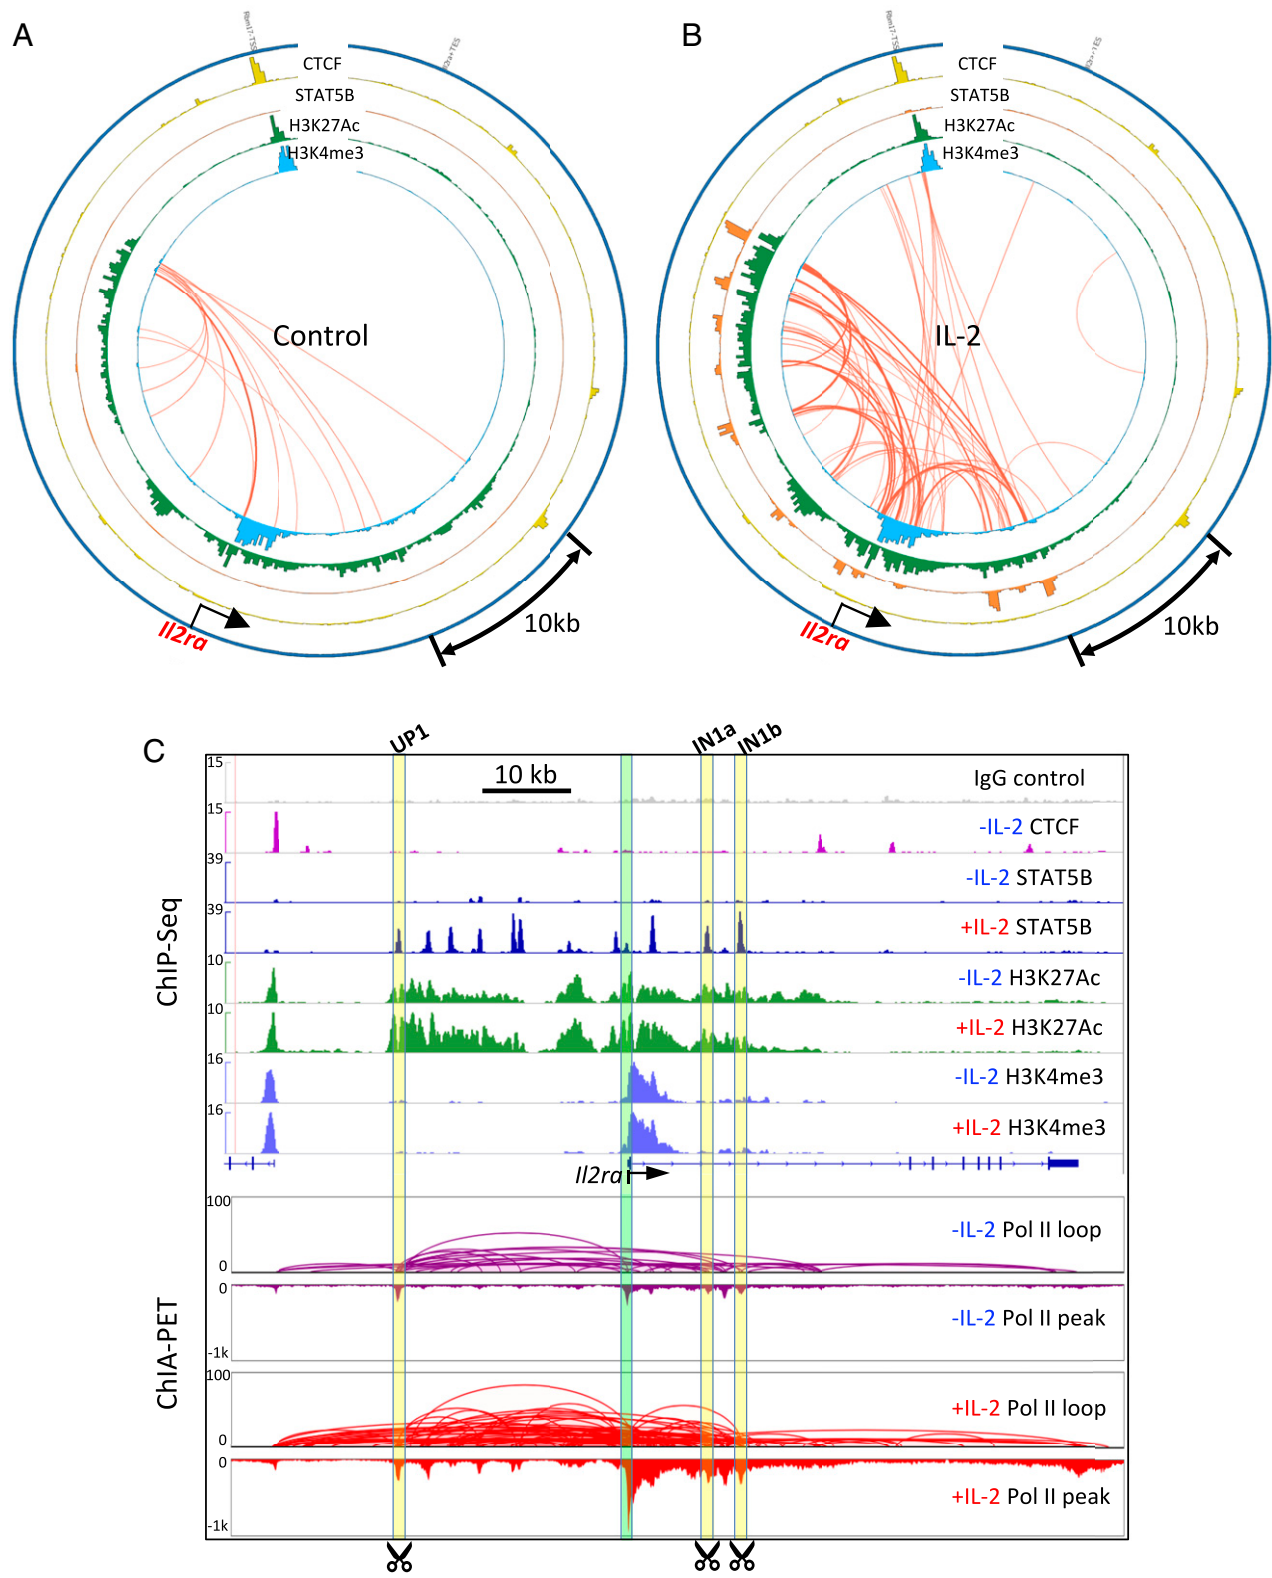 A
Rbm17-TSS
CTCF
STAT5B
H3K27Ac
H3K4me3
Control
Il2ra
10kb
B
Rbm17-TSS
CTCF
STAT5B
H3K27Ac
H3K4me3
IL-2
Il2ra
10kb
C
UP1
IN1a
IN1b
ChIP-Seq
15
10 kb
IgG control
15
-IL-2 CTCF
39
-IL-2 STAT5B
39
+IL-2 STAT5B
10
-IL-2 H3K27Ac
10
+IL-2 H3K27Ac
16
-IL-2 H3K4me3
16
+IL-2 H3K4me3
Il2ra
ChIA-PET
100
-IL-2 Pol II loop
0
0
-IL-2 Pol II peak
-1k
100
+IL-2 Pol II loop
0
0
+IL-2 Pol II peak
-1k